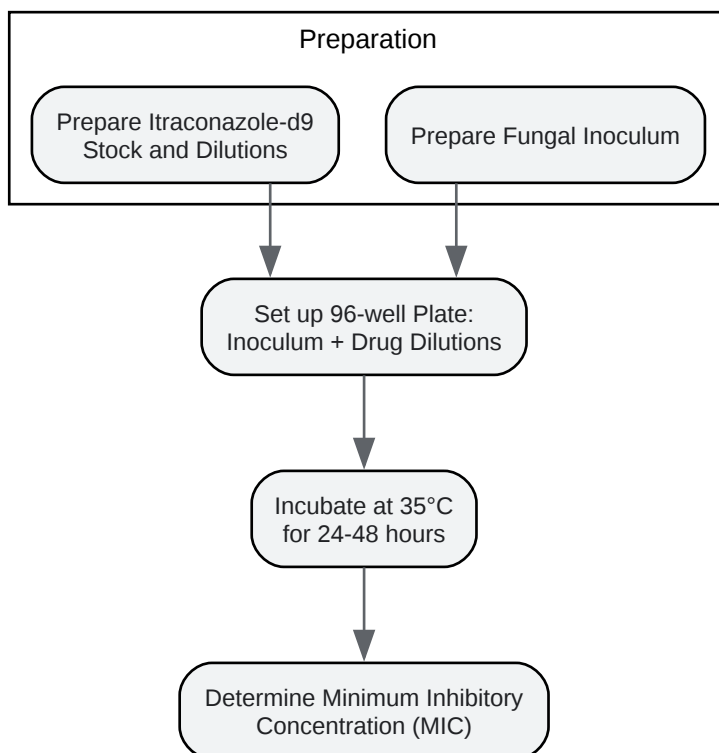 Preparation
Prepare Itraconazole-d9
Stock and Dilutions
Prepare Fungal Inoculum
Set up 96-well Plate:
Inoculum + Drug Dilutions
Incubate at 35°C
for 24-48 hours
Determine Minimum Inhibitory
Concentration (MIC)